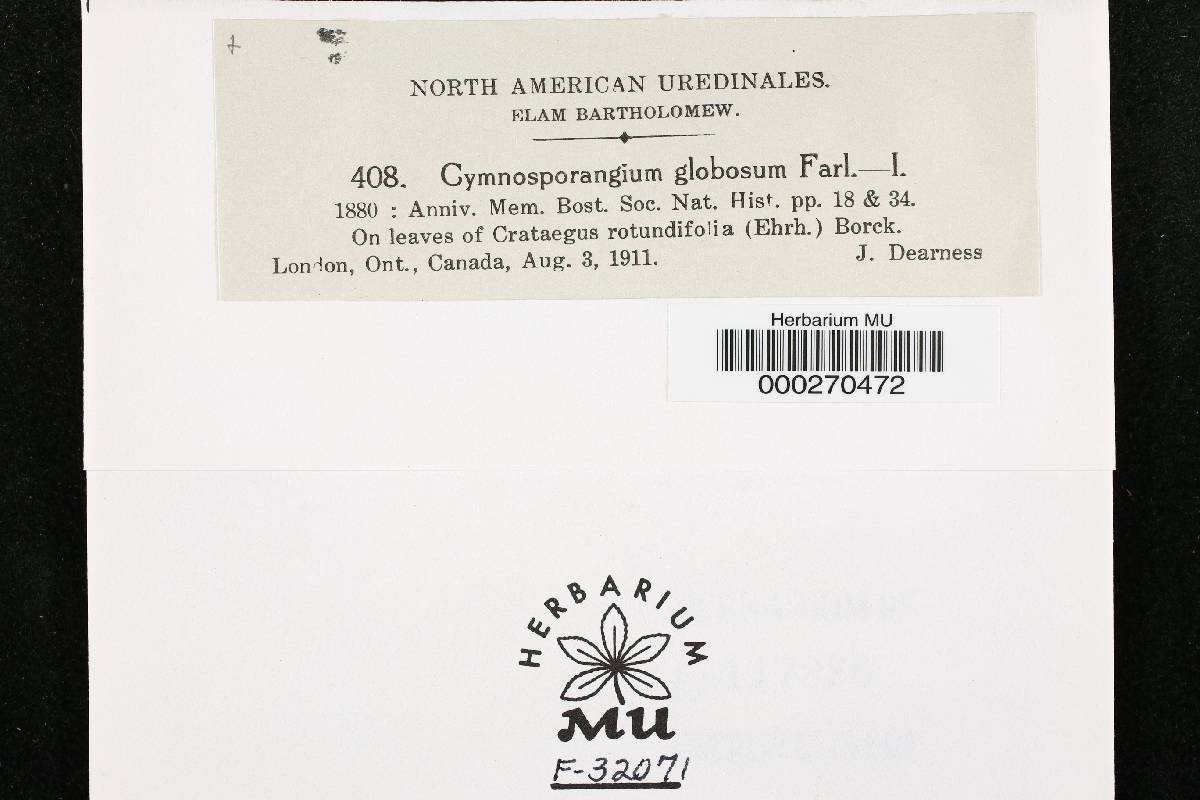 NORTH AMERICAN UREDINALES.
ELAM BARTHOLOMEW.
408. Gymnosporangium globosum Farl.—I.
1880 : Anniv. Mem. Bost. Soc. Nat. Hist. pp. 18 & 34.
On leaves of Crataegus rotundifolia (Ehrh.) Borck.
London, Ont., Canada, Aug. 3, 1911. J. Dearness
Herbarium MU
000270472
HERBARIUM
MU
F-32071